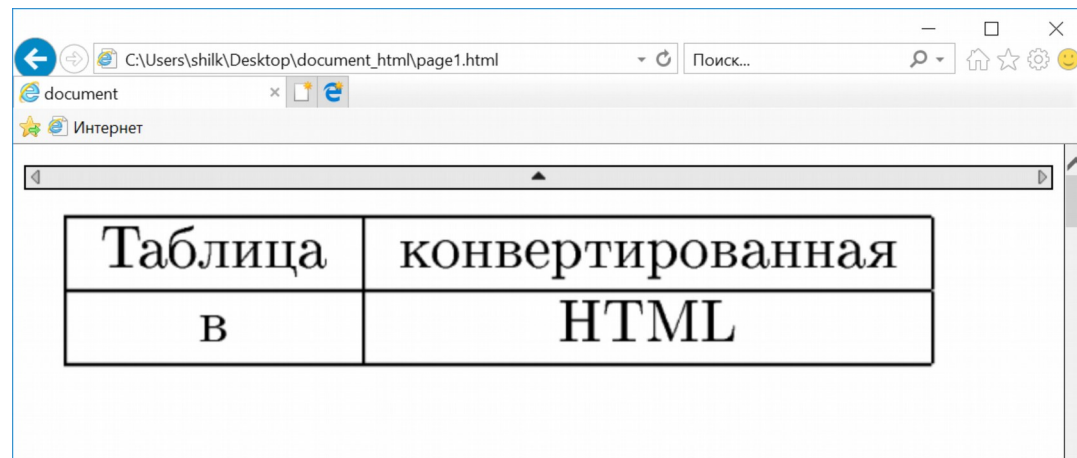 C:\Users\shilk\Desktop\document_html\page1.html Поиск...
document
Интернет
Таблица конвертированная
в HTML